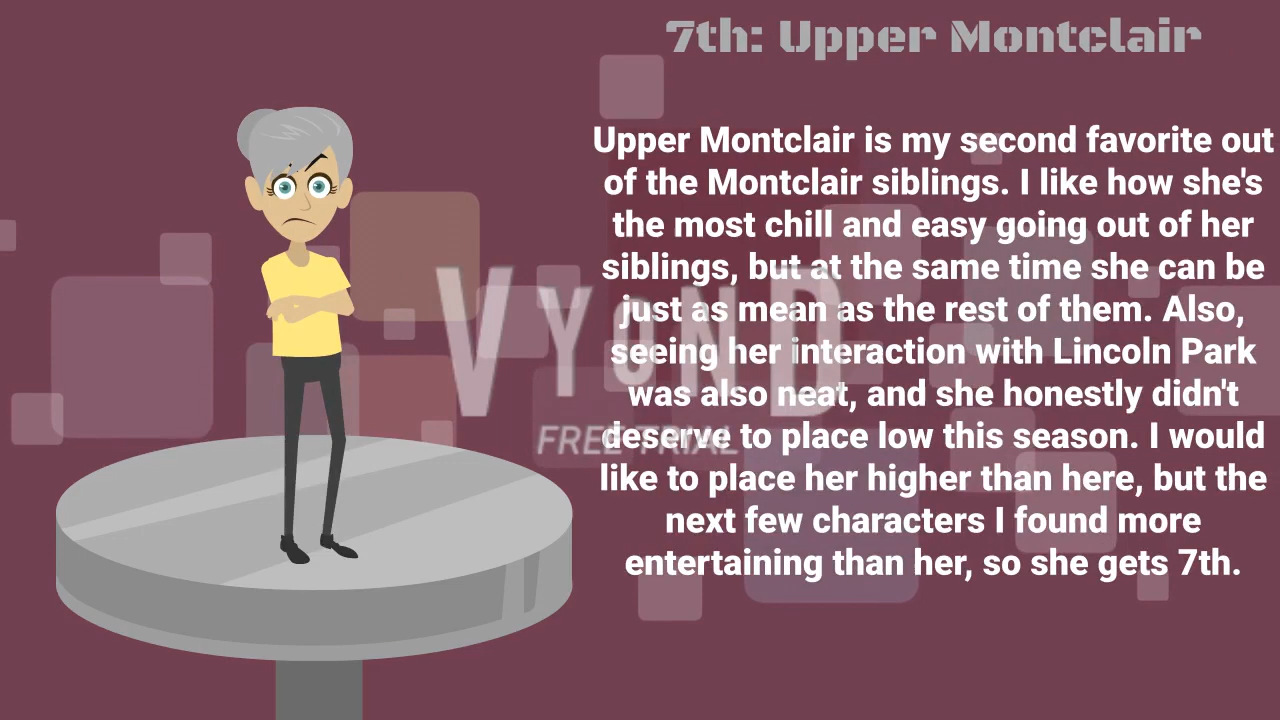 7th: Upper Montclair
Upper Montclair is my second favorite out
of the Montclair siblings. I like how she's
the most chill and easy going out of her
siblings, but at the same time she can be
just as mean as the rest of them. Also,
seeing her interaction with Lincoln Park
was also neat, and she honestly didn't
deserve to place low this season. I would
like to place her higher than here, but the
next few characters I found more
entertaining than her, so she gets 7th.
VYOND
FREE TRIAL